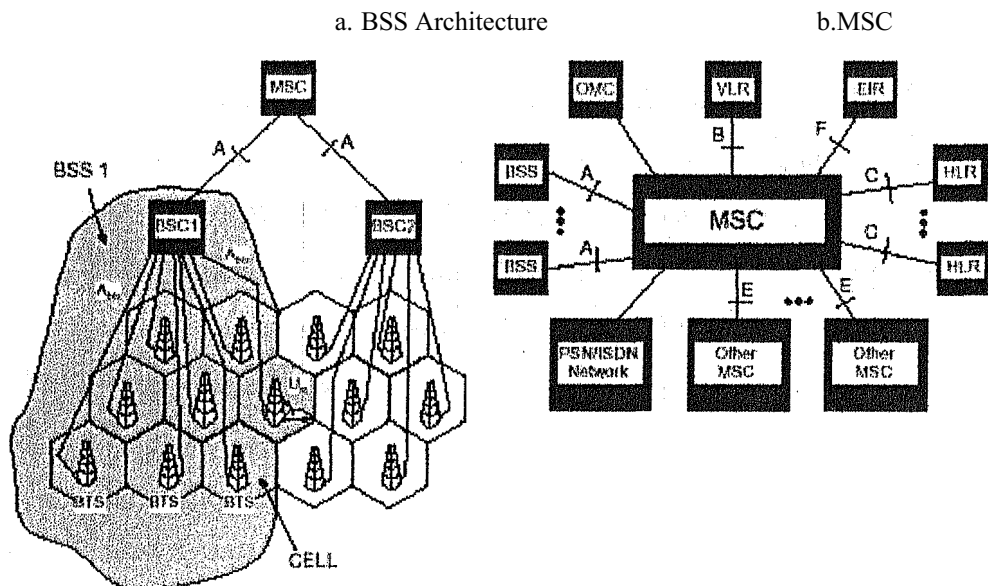 a. BSS Architecture
b.MSC
MSC
A
A
BSS 1
BSC1
BSC2
A
A
U
BTS
BTS
BTS
CELL
OMC
VLR
EIR
B
F
BSS
A
C
HLR
MSC
BSS
A
C
HLR
E
E
PSN/ISDN
Network
Other
MSC
Other
MSC